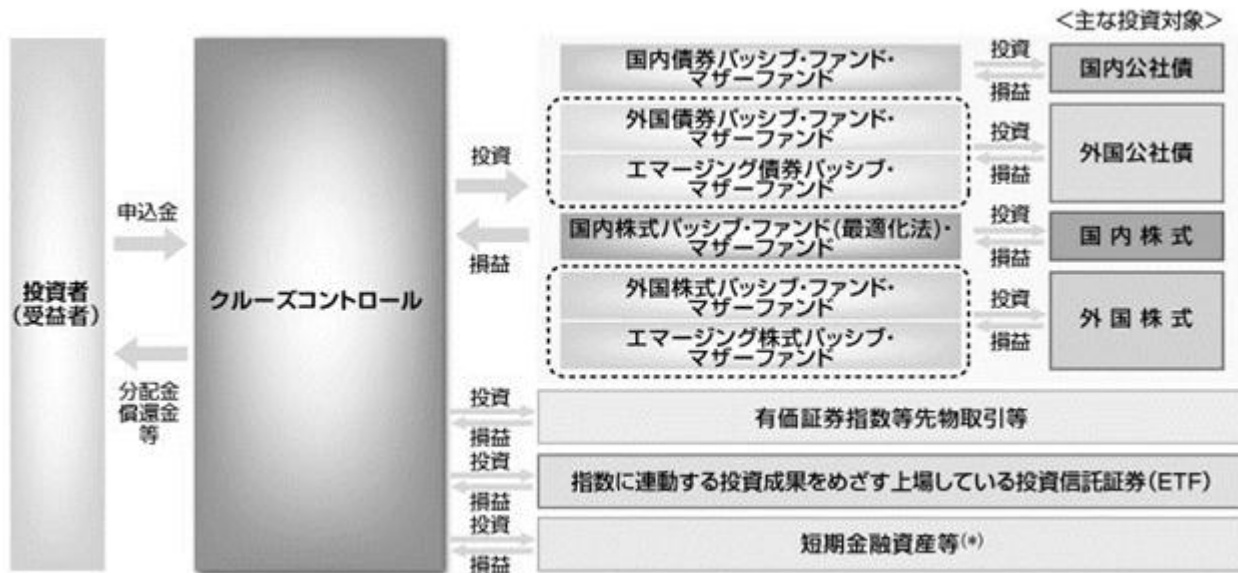 <主な投資対象>
投資者
(受益者)
申込金
分配金
償還金
等
クルーズコントロール
投資
損益
国内債券パッシブ・ファンド・
マザーファンド
投資
損益
国内公社債
外国債券パッシブ・ファンド・
マザーファンド
エマージング債券パッシブ・
マザーファンド
投資
損益
外国公社債
国内株式パッシブ・ファンド(最適化法)・
マザーファンド
投資
損益
国内株式
外国株式パッシブ・ファンド・
マザーファンド
エマージング株式パッシブ・
マザーファンド
投資
損益
外国株式
投資
損益
有価証券指数等先物取引等
投資
損益
指数に連動する投資成果をめざす上場している投資信託証券(ETF)
投資
損益
短期金融資産等(*)